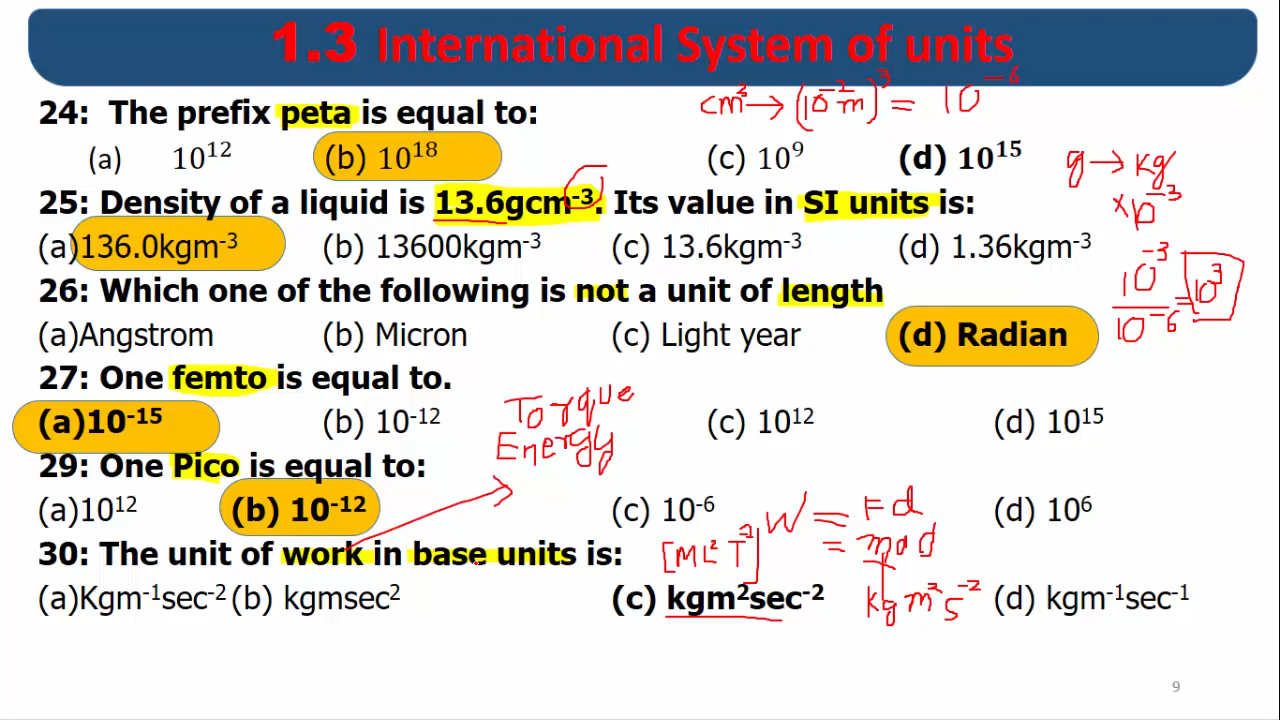 1.3 International System of units
24: The prefix peta is equal to:
cm³ → (10⁻²m)³ = 10⁻⁶
(a) 10¹² (b) 10¹⁸ (c) 10⁹ (d) 10¹⁵
g → kg
25: Density of a liquid is 13.6gcm⁻³. Its value in SI units is:
×10⁻³
(a)136.0kgm⁻³ (b) 13600kgm⁻³ (c) 13.6kgm⁻³ (d) 1.36kgm⁻³
10⁻³
26: Which one of the following is not a unit of length
= 10³
10⁻⁶
(a)Angstrom (b) Micron (c) Light year (d) Radian
27: One femto is equal to.
Torque
(a)10⁻¹⁵ (b) 10⁻¹² (c) 10¹² (d) 10¹⁵
Energy
29: One Pico is equal to:
(a)10¹² (b) 10⁻¹² (c) 10⁻⁶ (d) 10⁶
W = Fd
30: The unit of work in base units is:
[ML² T⁻²]
= mad
(a)Kgm⁻¹sec⁻² (b) kgmsec² (c) kgm²sec⁻² (d) kgm⁻¹sec⁻¹
kg m² s⁻²
9